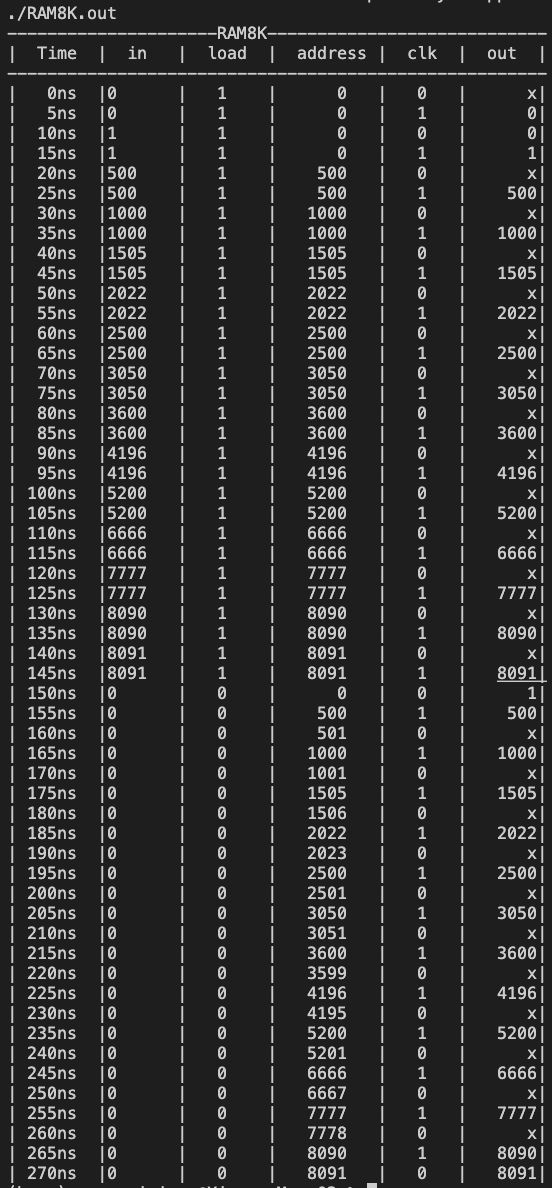 ./RAM8K.out
---------------------RAM8K----------------------------
| Time | in | load | address | clk | out |
------------------------------------------------------
| 0ns |0 | 1 | 0 | 0 | x|
| 5ns |0 | 1 | 0 | 1 | 0|
| 10ns |1 | 1 | 0 | 0 | 0|
| 15ns |1 | 1 | 0 | 1 | 1|
| 20ns |500 | 1 | 500 | 0 | x|
| 25ns |500 | 1 | 500 | 1 | 500|
| 30ns |1000 | 1 | 1000 | 0 | x|
| 35ns |1000 | 1 | 1000 | 1 | 1000|
| 40ns |1505 | 1 | 1505 | 0 | x|
| 45ns |1505 | 1 | 1505 | 1 | 1505|
| 50ns |2022 | 1 | 2022 | 0 | x|
| 55ns |2022 | 1 | 2022 | 1 | 2022|
| 60ns |2500 | 1 | 2500 | 0 | x|
| 65ns |2500 | 1 | 2500 | 1 | 2500|
| 70ns |3050 | 1 | 3050 | 0 | x|
| 75ns |3050 | 1 | 3050 | 1 | 3050|
| 80ns |3600 | 1 | 3600 | 0 | x|
| 85ns |3600 | 1 | 3600 | 1 | 3600|
| 90ns |4196 | 1 | 4196 | 0 | x|
| 95ns |4196 | 1 | 4196 | 1 | 4196|
| 100ns |5200 | 1 | 5200 | 0 | x|
| 105ns |5200 | 1 | 5200 | 1 | 5200|
| 110ns |6666 | 1 | 6666 | 0 | x|
| 115ns |6666 | 1 | 6666 | 1 | 6666|
| 120ns |7777 | 1 | 7777 | 0 | x|
| 125ns |7777 | 1 | 7777 | 1 | 7777|
| 130ns |8090 | 1 | 8090 | 0 | x|
| 135ns |8090 | 1 | 8090 | 1 | 8090|
| 140ns |8091 | 1 | 8091 | 0 | x|
| 145ns |8091 | 1 | 8091 | 1 | 8091|
| 150ns |0 | 0 | 0 | 0 | 1|
| 155ns |0 | 0 | 500 | 1 | 500|
| 160ns |0 | 0 | 501 | 0 | x|
| 165ns |0 | 0 | 1000 | 1 | 1000|
| 170ns |0 | 0 | 1001 | 0 | x|
| 175ns |0 | 0 | 1505 | 1 | 1505|
| 180ns |0 | 0 | 1506 | 0 | x|
| 185ns |0 | 0 | 2022 | 1 | 2022|
| 190ns |0 | 0 | 2023 | 0 | x|
| 195ns |0 | 0 | 2500 | 1 | 2500|
| 200ns |0 | 0 | 2501 | 0 | x|
| 205ns |0 | 0 | 3050 | 1 | 3050|
| 210ns |0 | 0 | 3051 | 0 | x|
| 215ns |0 | 0 | 3600 | 1 | 3600|
| 220ns |0 | 0 | 3599 | 0 | x|
| 225ns |0 | 0 | 4196 | 1 | 4196|
| 230ns |0 | 0 | 4195 | 0 | x|
| 235ns |0 | 0 | 5200 | 1 | 5200|
| 240ns |0 | 0 | 5201 | 0 | x|
| 245ns |0 | 0 | 6666 | 1 | 6666|
| 250ns |0 | 0 | 6667 | 0 | x|
| 255ns |0 | 0 | 7777 | 1 | 7777|
| 260ns |0 | 0 | 7778 | 0 | x|
| 265ns |0 | 0 | 8090 | 1 | 8090|
| 270ns |0 | 0 | 8091 | 0 | 8091|